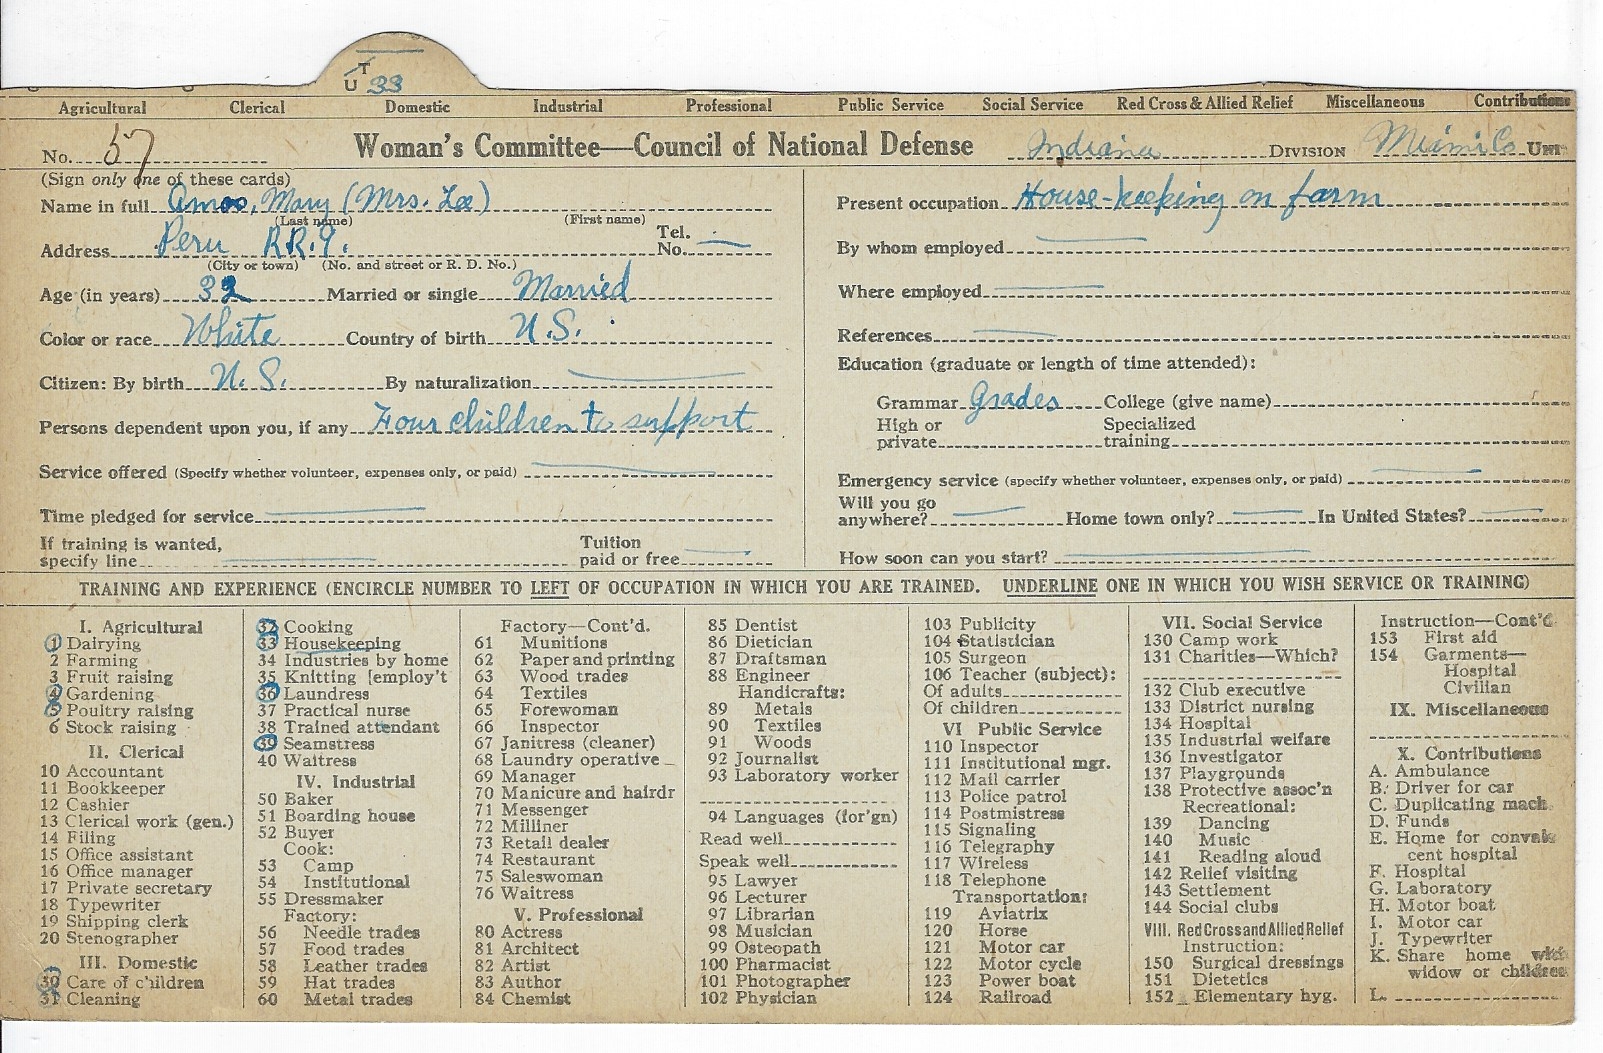 T
U 33
Agricultural Clerical Domestic Industrial Professional Public Service Social Service Red Cross & Allied Relief Miscellaneous Contributions
No. 57 Woman's Committee—Council of National Defense Indiana DIVISION Miami Co UNIT
(Sign only one of these cards)
Name in full Amos, Mary (Mrs. Lee)
(Last name) (First name)
Address Peru R.R.9. Tel. No.
(City or town) (No. and street or R. D. No.)
Age (in years) 32 Married or single Married
Color or race White Country of birth U.S.
Citizen: By birth U.S. By naturalization
Persons dependent upon you, if any Four children to support
Service offered (Specify whether volunteer, expenses only, or paid)
Time pledged for service
If training is wanted, specify line Tuition paid or free
Present occupation House-keeping on farm
By whom employed
Where employed
References
Education (graduate or length of time attended):
Grammar Grades College (give name)
High or private Specialized training
Emergency service (specify whether volunteer, expenses only, or paid)
Will you go anywhere? Home town only? In United States?
How soon can you start?
TRAINING AND EXPERIENCE (ENCIRCLE NUMBER TO LEFT OF OCCUPATION IN WHICH YOU ARE TRAINED. UNDERLINE ONE IN WHICH YOU WISH SERVICE OR TRAINING)
I. Agricultural
1 Dairying
2 Farming
3 Fruit raising
4 Gardening
5 Poultry raising
6 Stock raising
II. Clerical
10 Accountant
11 Bookkeeper
12 Cashier
13 Clerical work (gen.)
14 Filing
15 Office assistant
16 Office manager
17 Private secretary
18 Typewriter
19 Shipping clerk
20 Stenographer
III. Domestic
30 Care of children
31 Cleaning
32 Cooking
33 Housekeeping
34 Industries by home
35 Knitting [employ't
36 Laundress
37 Practical nurse
38 Trained attendant
39 Seamstress
40 Waitress
IV. Industrial
50 Baker
51 Boarding house
52 Buyer
Cook:
53 Camp
54 Institutional
55 Dressmaker
Factory:
56 Needle trades
57 Food trades
58 Leather trades
59 Hat trades
60 Metal trades
Factory—Cont'd.
61 Munitions
62 Paper and printing
63 Wood trades
64 Textiles
65 Forewoman
66 Inspector
67 Janitress (cleaner)
68 Laundry operative
69 Manager
70 Manicure and hairdr
71 Messenger
72 Milliner
73 Retail dealer
74 Restaurant
75 Saleswoman
76 Waitress
V. Professional
80 Actress
81 Architect
82 Artist
83 Author
84 Chemist
85 Dentist
86 Dietician
87 Draftsman
88 Engineer
Handicrafts:
89 Metals
90 Textiles
91 Woods
92 Journalist
93 Laboratory worker
94 Languages (for'gn)
Read well
Speak well
95 Lawyer
96 Lecturer
97 Librarian
98 Musician
99 Osteopath
100 Pharmacist
101 Photographer
102 Physician
103 Publicity
104 Statistician
105 Surgeon
106 Teacher (subject):
Of adults
Of children
VI Public Service
110 Inspector
111 Institutional mgr.
112 Mail carrier
113 Police patrol
114 Postmistress
115 Signaling
116 Telegraphy
117 Wireless
118 Telephone
Transportation:
119 Aviatrix
120 Horse
121 Motor car
122 Motor cycle
123 Power boat
124 Railroad
VII. Social Service
130 Camp work
131 Charities—Which?
132 Club executive
133 District nursing
134 Hospital
135 Industrial welfare
136 Investigator
137 Playgrounds
138 Protective assoc'n
Recreational:
139 Dancing
140 Music
141 Reading aloud
142 Relief visiting
143 Settlement
144 Social clubs
VIII. Red Cross and Allied Relief
Instruction:
150 Surgical dressings
151 Dietetics
152 Elementary hyg.
Instruction—Cont'd
153 First aid
154 Garments—
Hospital
Civilian
IX. Miscellaneous
X. Contributions
A. Ambulance
B. Driver for car
C. Duplicating mach.
D. Funds
E. Home for convales
cent hospital
F. Hospital
G. Laboratory
H. Motor boat
I. Motor car
J. Typewriter
K. Share home with
widow or children
L.